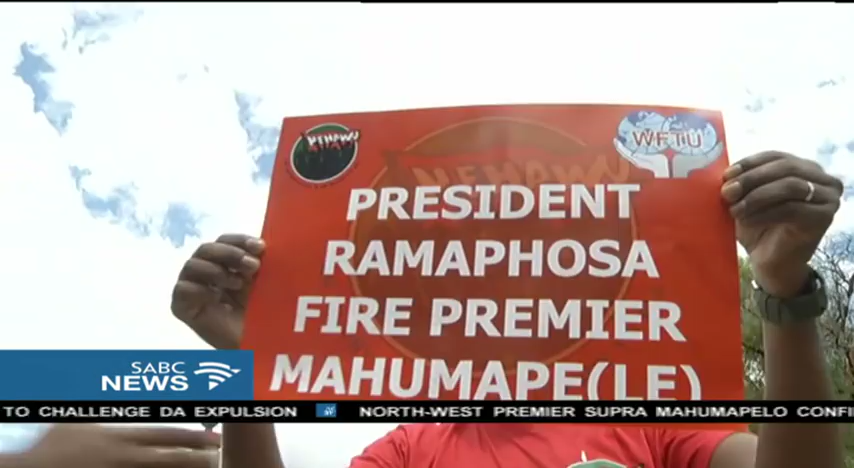 NEHAWU
WFTU
PRESIDENT
RAMAPHOSA
FIRE PREMIER
MAHUMAPE(LE)
SABC
NEWS
TO CHALLENGE DA EXPULSION NORTH-WEST PREMIER SUPRA MAHUMAPELO CONFI